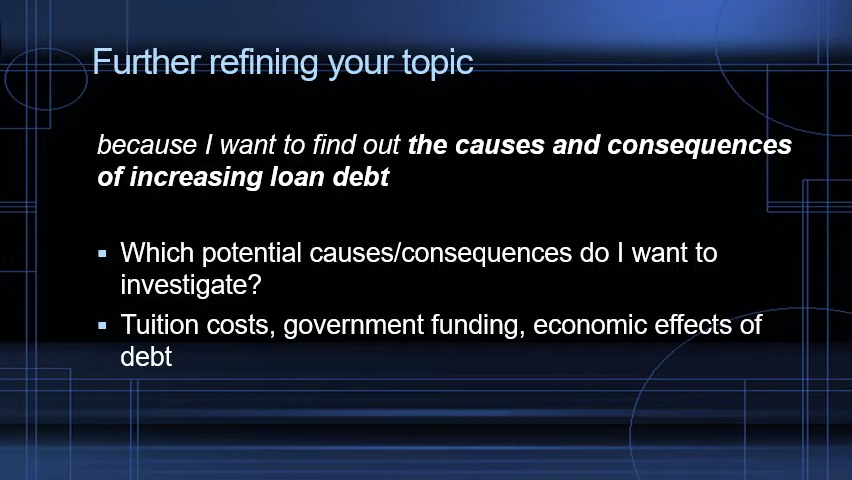 Further refining your topic
because I want to find out the causes and consequences
of increasing loan debt
▪ Which potential causes/consequences do I want to
investigate?
▪ Tuition costs, government funding, economic effects of
debt